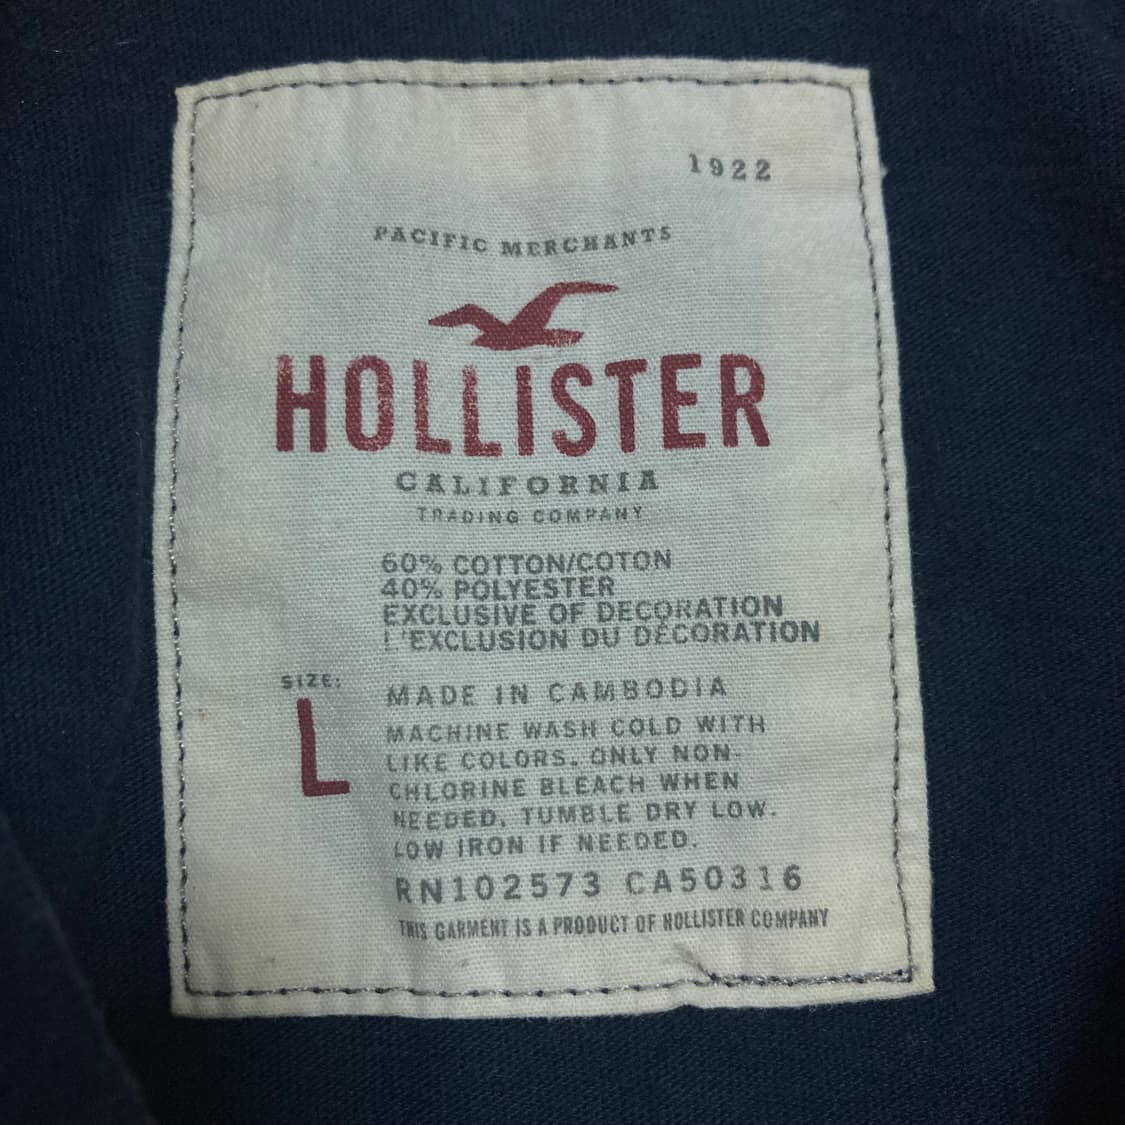 1922
PACIFIC MERCHANTS
HOLLISTER
CALIFORNIA
TRADING COMPANY
60% COTTON/COTON
40% POLYESTER
EXCLUSIVE OF DECORATION
L'EXCLUSION DU DÉCORATION
SIZE:
L
MADE IN CAMBODIA
MACHINE WASH COLD WITH
LIKE COLORS. ONLY NON-
CHLORINE BLEACH WHEN
NEEDED. TUMBLE DRY LOW.
LOW IRON IF NEEDED.
RN102573 CA50316
THIS GARMENT IS A PRODUCT OF HOLLISTER COMPANY